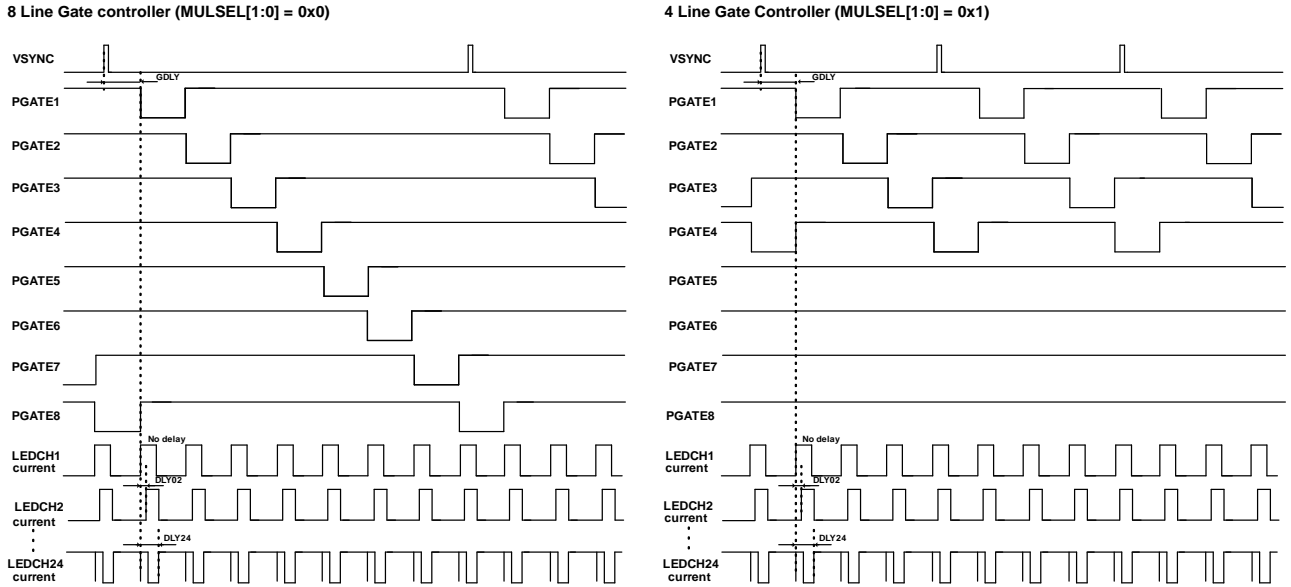 8 Line Gate controller (MULSEL[1:0] = 0x0)
VSYNC
GDLY
PGATE1
PGATE2
PGATE3
PGATE4
PGATE5
PGATE6
PGATE7
PGATE8
No delay
LEDCH1
current
DLY02
LEDCH2
current
DLY24
LEDCH24
current
4 Line Gate Controller (MULSEL[1:0] = 0x1)
VSYNC
GDLY
PGATE1
PGATE2
PGATE3
PGATE4
PGATE5
PGATE6
PGATE7
PGATE8
No delay
LEDCH1
current
DLY02
LEDCH2
current
DLY24
LEDCH24
current